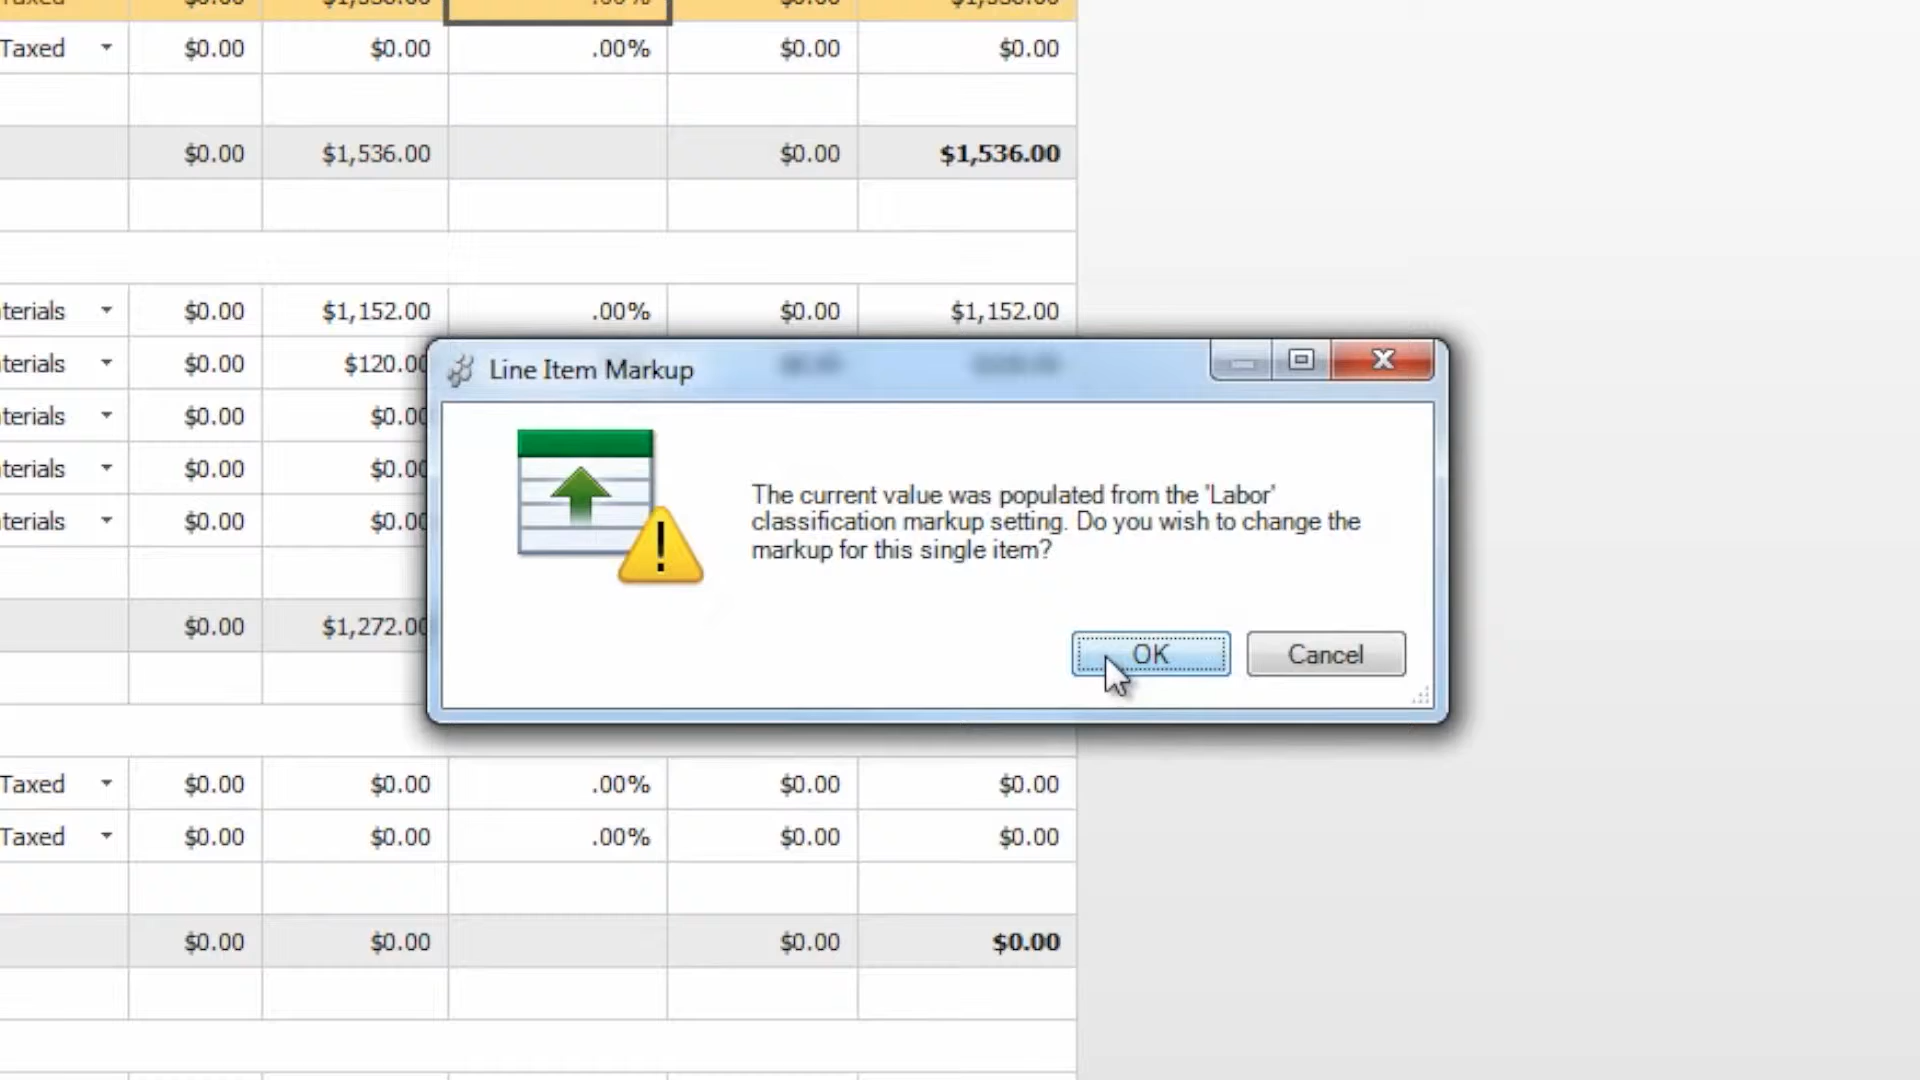 Taxed $0.00 $0.00 .00% $0.00 $0.00
$0.00 $1,536.00 $0.00 $1,536.00
terials $0.00 $1,152.00 .00% $0.00 $1,152.00
terials $0.00 $120.00
Line Item Markup
terials $0.00 $0.00
terials $0.00 $0.00
The current value was populated from the 'Labor'
classification markup setting. Do you wish to change the
markup for this single item?
terials $0.00 $0.00
$0.00 $1,272.00
OK Cancel
Taxed $0.00 $0.00 .00% $0.00 $0.00
Taxed $0.00 $0.00 .00% $0.00 $0.00
$0.00 $0.00 $0.00 $0.00